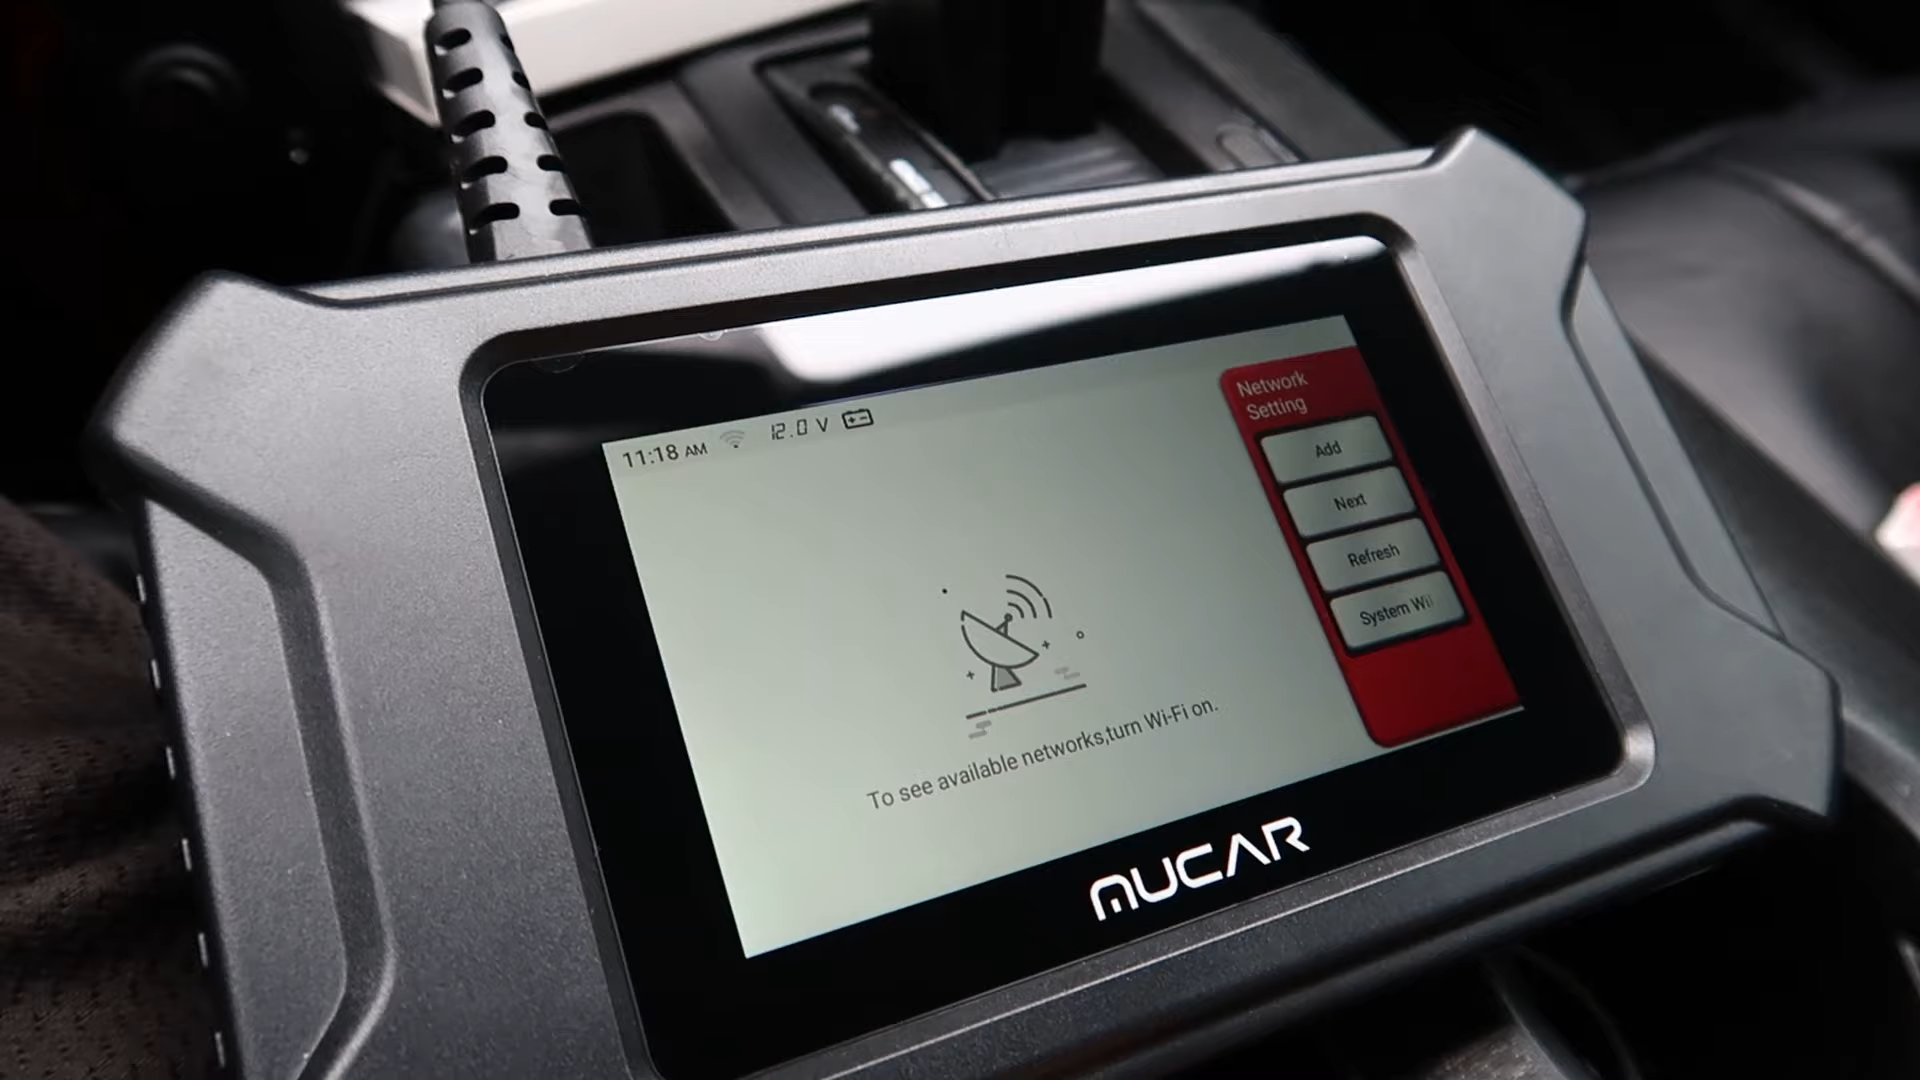 11:18 AM 12.0 V
Network
Setting
Add
Next
Refresh
System Wi
To see available networks,turn Wi-Fi on.
MUCAR